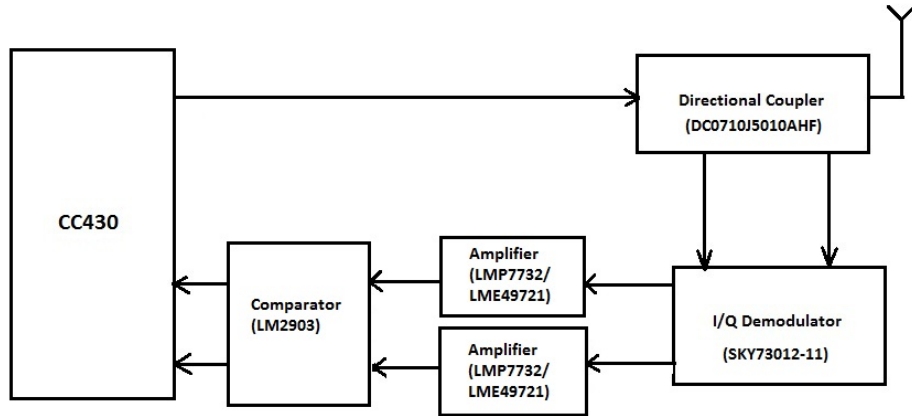 Directional Coupler
(DC0710J5010AHF)
CC430
Amplifier
(LMP7732/
LME49721)
Comparator
(LM2903)
I/Q Demodulator
(SKY73012-11)
Amplifier
(LMP7732/
LME49721)